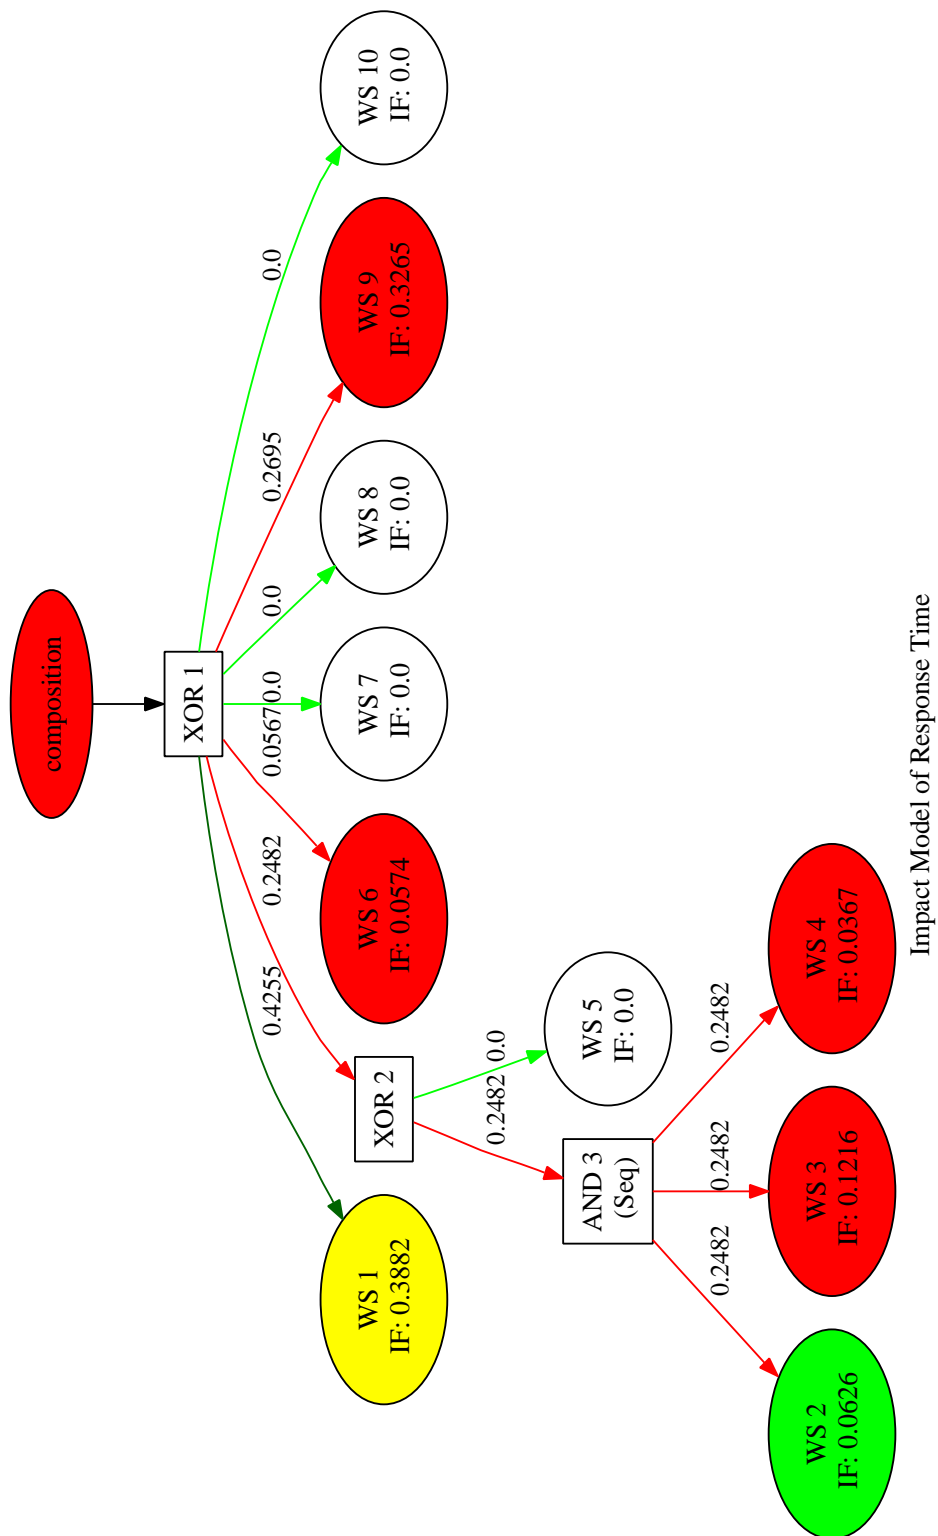 composition
XOR 1
0.4255
0.2482
0.0567
0.0
0.0
0.2695
0.0
WS 1
IF: 0.3882
XOR 2
WS 6
IF: 0.0574
WS 7
IF: 0.0
WS 8
IF: 0.0
WS 9
IF: 0.3265
WS 10
IF: 0.0
0.2482
0.0
AND 3
(Seq)
WS 5
IF: 0.0
0.2482
0.2482
0.2482
WS 2
IF: 0.0626
WS 3
IF: 0.1216
WS 4
IF: 0.0367
Impact Model of Response Time